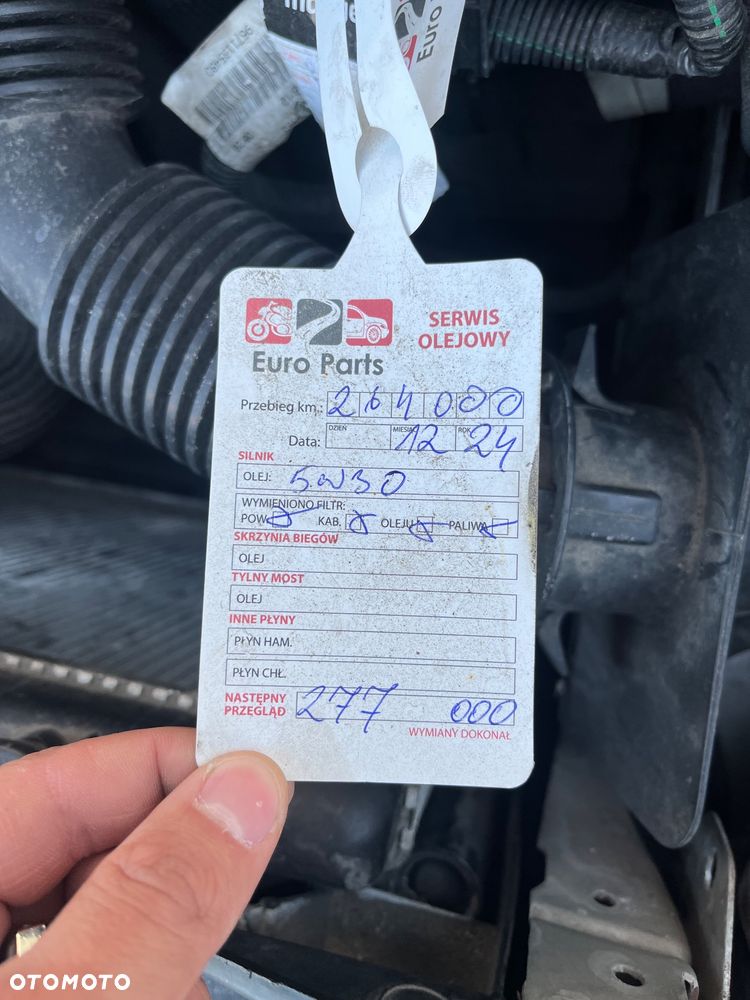 Euro
SERWIS
OLEJOWY
Euro Parts
Przebieg km.: 264000
Data: DZIEŃ MIESIĄC 12 ROK 24
SILNIK
OLEJ: 5W30
WYMIENIONO FILTR:
POW. KAB. OLEJU PALIWA
SKRZYNIA BIEGÓW
OLEJ
TYLNY MOST
OLEJ
INNE PŁYNY
PŁYN HAM.
PŁYN CHŁ.
NASTĘPNY
PRZEGLĄD 277 000
WYMIANY DOKONAŁ
OTOMOTO